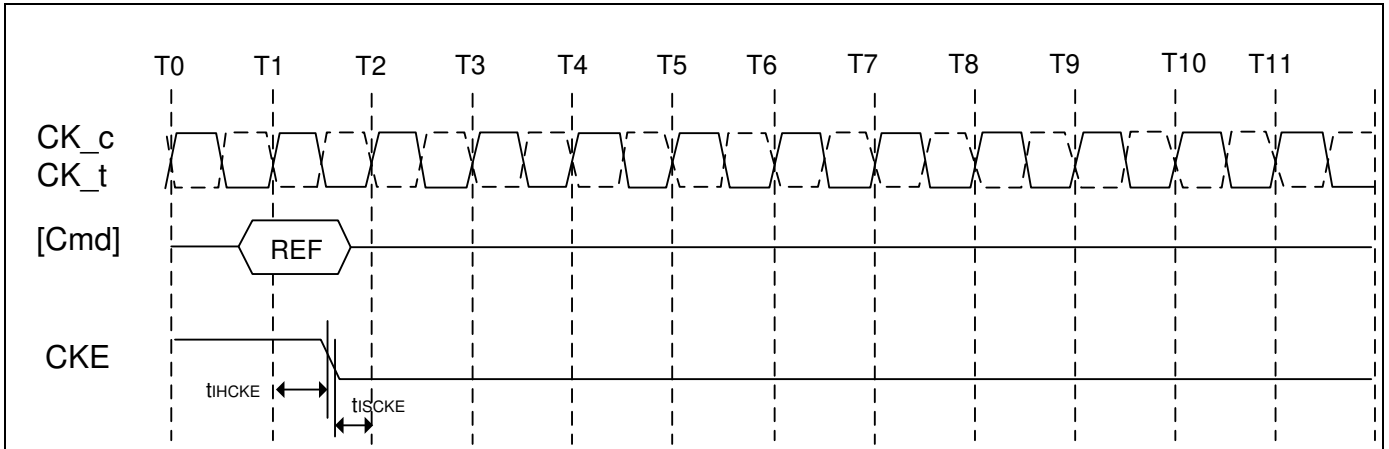 T0 T1 T2 T3 T4 T5 T6 T7 T8 T9 T10 T11
CK_c
CK_t
[Cmd] REF
CKE
tIHCKE
tISCKE